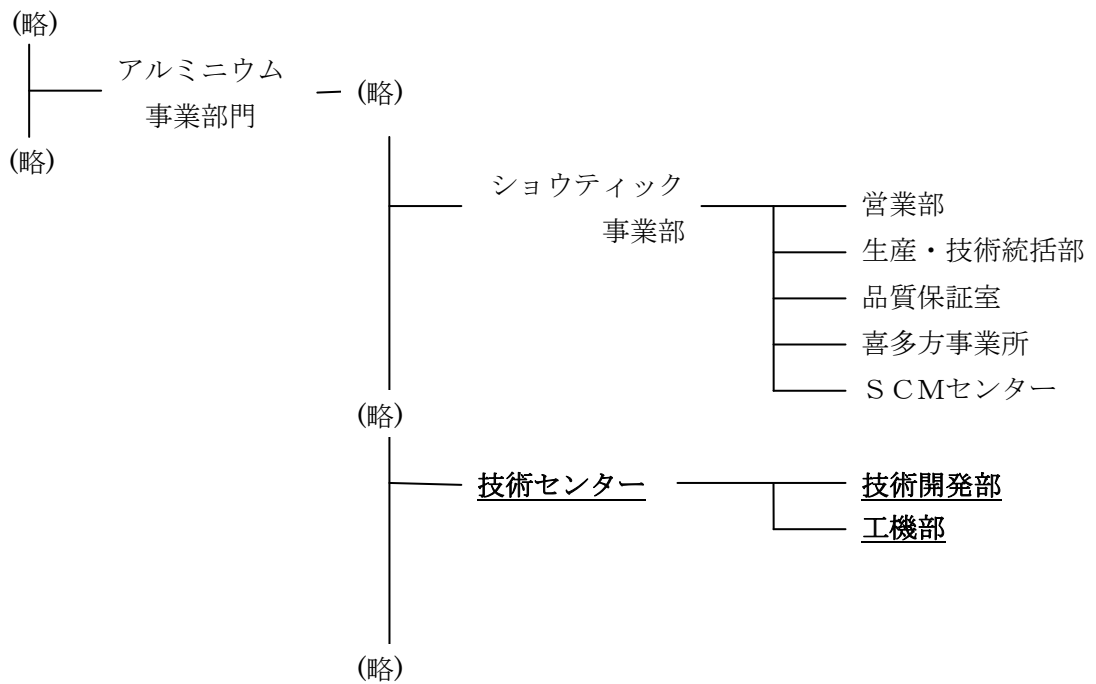 (略)
アルミニウム
事業部門
(略)
(略)
ショウティック
事業部
営業部
生産・技術統括部
品質保証室
喜多方事業所
ＳＣＭセンター
(略)
技術センター
技術開発部
工機部
(略)